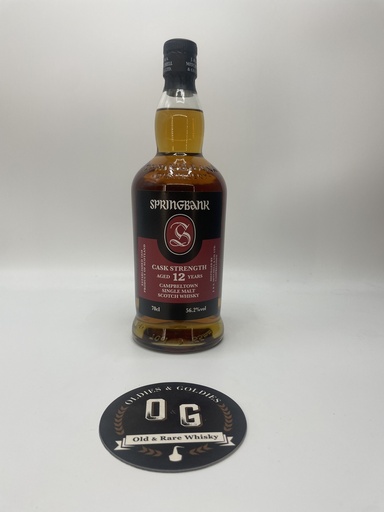 SPRINGBANK
S
CASK STRENGTH
AGED 12 YEARS
CAMPBELTOWN
SINGLE MALT
SCOTCH WHISKY
70cl 56.2%vol
OLDIES & GOLDIES
O G
Old & Rare Whisky